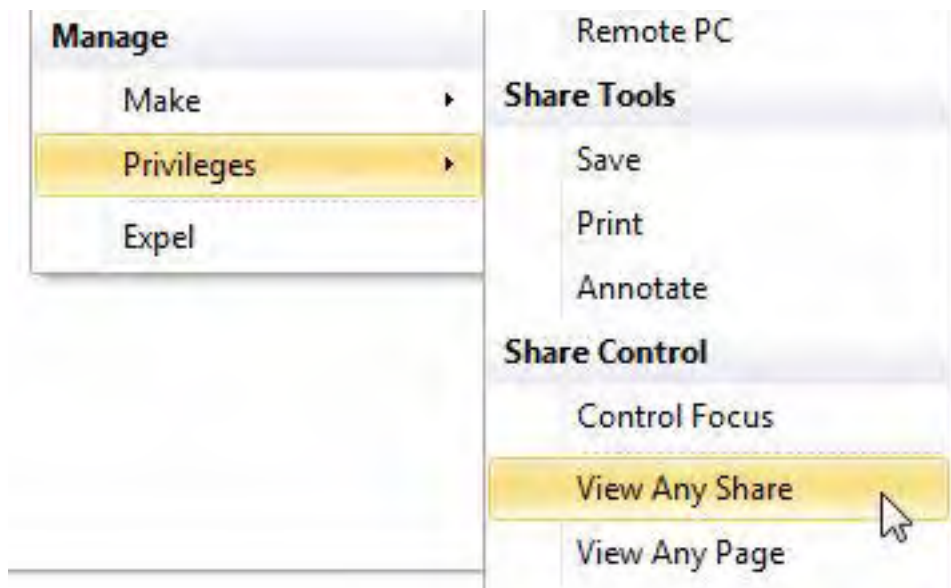 Manage
Make
Privileges
Expel
Remote PC
Share Tools
Save
Print
Annotate
Share Control
Control Focus
View Any Share
View Any Page